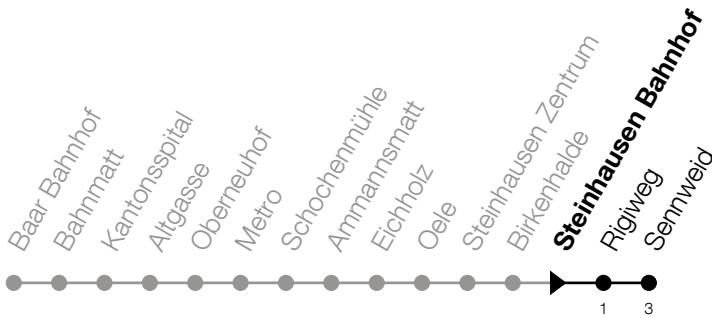 Baar Bahnhof
Bahnmatt
Kantonsspital
Altgasse
Oberneuhof
Metro
Schochenmühle
Ammannsmatt
Eichholz
Oele
Steinhausen Zentrum
Birkenhalde
Steinhausen Bahnhof
Rigiweg
Sennweid
1
3